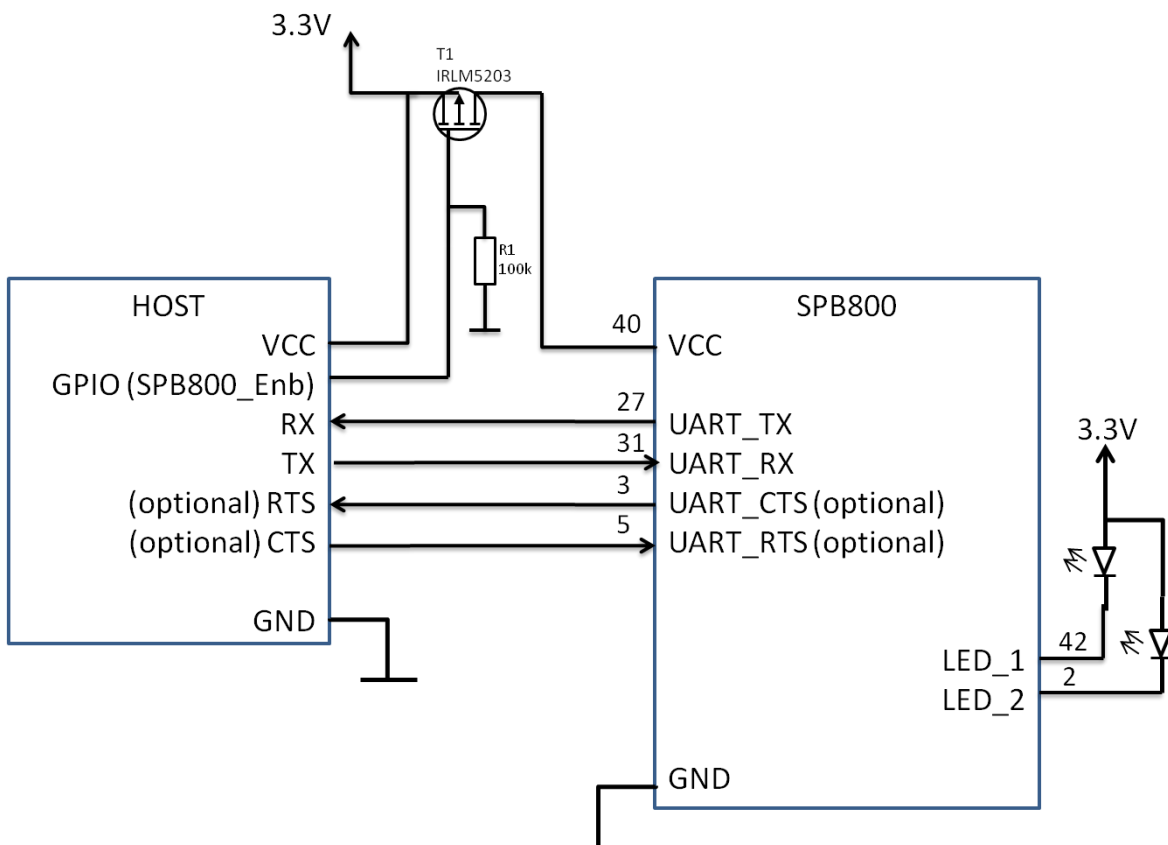 3.3V
T1
IRLM5203
R1
100k
HOST
VCC
GPIO (SPB800_Enb)
RX
TX
(optional) RTS
(optional) CTS
GND
40
27
31
3
5
SPB800
VCC
UART_TX
UART_RX
UART_CTS (optional)
UART_RTS (optional)
LED_1
LED_2
GND
3.3V
42
2